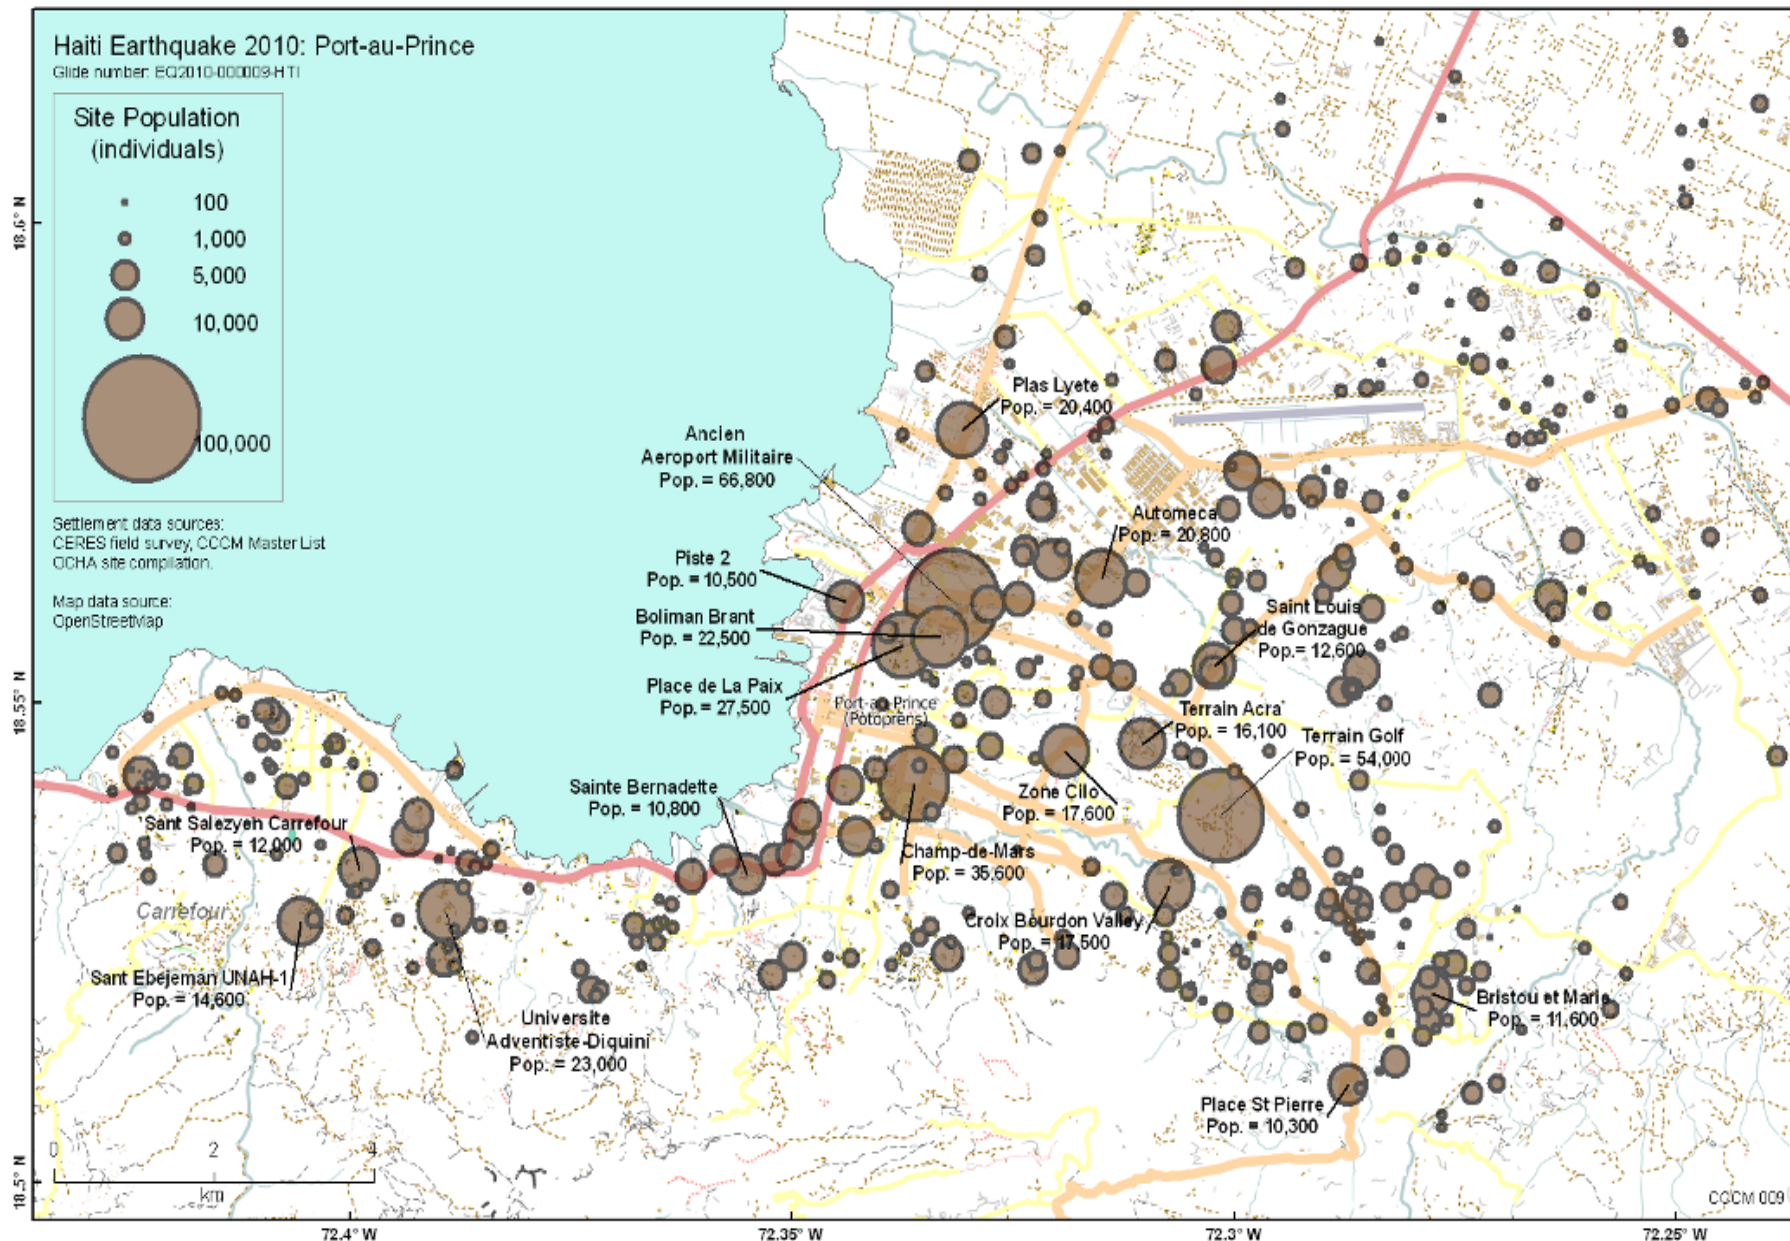 Haiti Earthquake 2010: Port-au-Prince
Glide number: EQ2010-000009-HTI
Site Population
(individuals)
100
1,000
5,000
10,000
100,000
Settlement data sources:
CERES field survey, CCCM Master List
OCHA site compilation.
Map data source:
OpenStreetMap
Plas Lyete
Pop. = 20,400
Ancien
Aeroport Militaire
Pop. = 66,800
Automeca
Pop. = 20,800
Piste 2
Pop. = 10,500
Boliman Brant
Pop. = 22,500
Saint Louis
de Gonzague
Pop.= 12,600
Place de La Paix
Pop. = 27,500
Port-au-Prince
(Potoprens)
Terrain Acra
Pop. = 16,100
Terrain Golf
Pop. = 54,000
Sainte Bernadette
Pop. = 10,800
Zone Cilo
Pop. = 17,600
Sant Salezyen Carrefour
Pop. = 12,000
Champ-de-Mars
Pop. = 35,600
Carrefour
Croix Bourdon Valley
Pop. = 17,500
Sant Ebejeman UNAH-1
Pop. = 14,600
Bristou et Marie
Pop. = 11,600
Universite
Adventiste-Diquini
Pop. = 23,000
Place St Pierre
Pop. = 10,300
0 2 4
km
CCCM 009
18.6° N
18.55° N
18.5° N
72.4° W
72.35° W
72.3° W
72.25° W